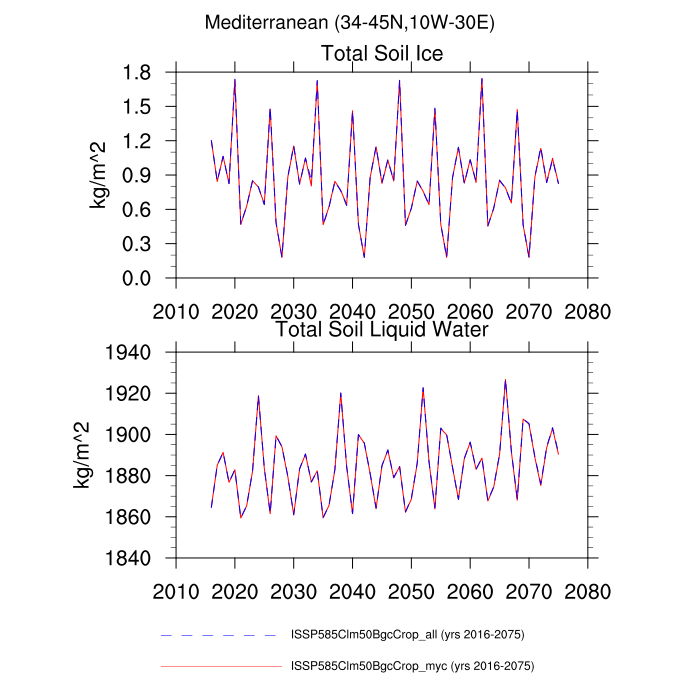 Mediterranean (34-45N,10W-30E)
Total Soil Ice
1.8
1.5
1.2
0.9
0.6
0.3
0.0
kg/m^2
2010 2020 2030 2040 2050 2060 2070 2080
Total Soil Liquid Water
1940
1920
1900
1880
1860
1840
kg/m^2
2010 2020 2030 2040 2050 2060 2070 2080
ISSP585Clm50BgcCrop_all (yrs 2016-2075)
ISSP585Clm50BgcCrop_myc (yrs 2016-2075)